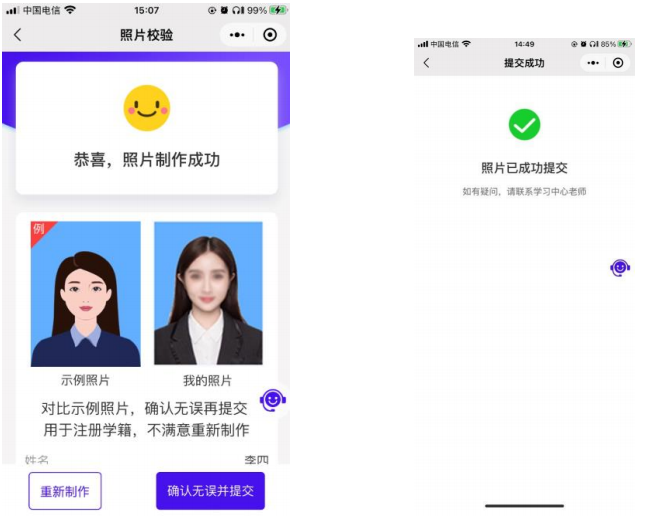 中国电信
15:07
99%
照片校验
恭喜，照片制作成功
例
示例照片
我的照片
对比示例照片，确认无误再提交
用于注册学籍，不满意重新制作
姓名
李四
重新制作
确认无误并提交
中国电信
14:49
85%
提交成功
照片已成功提交
如有疑问，请联系学习中心老师